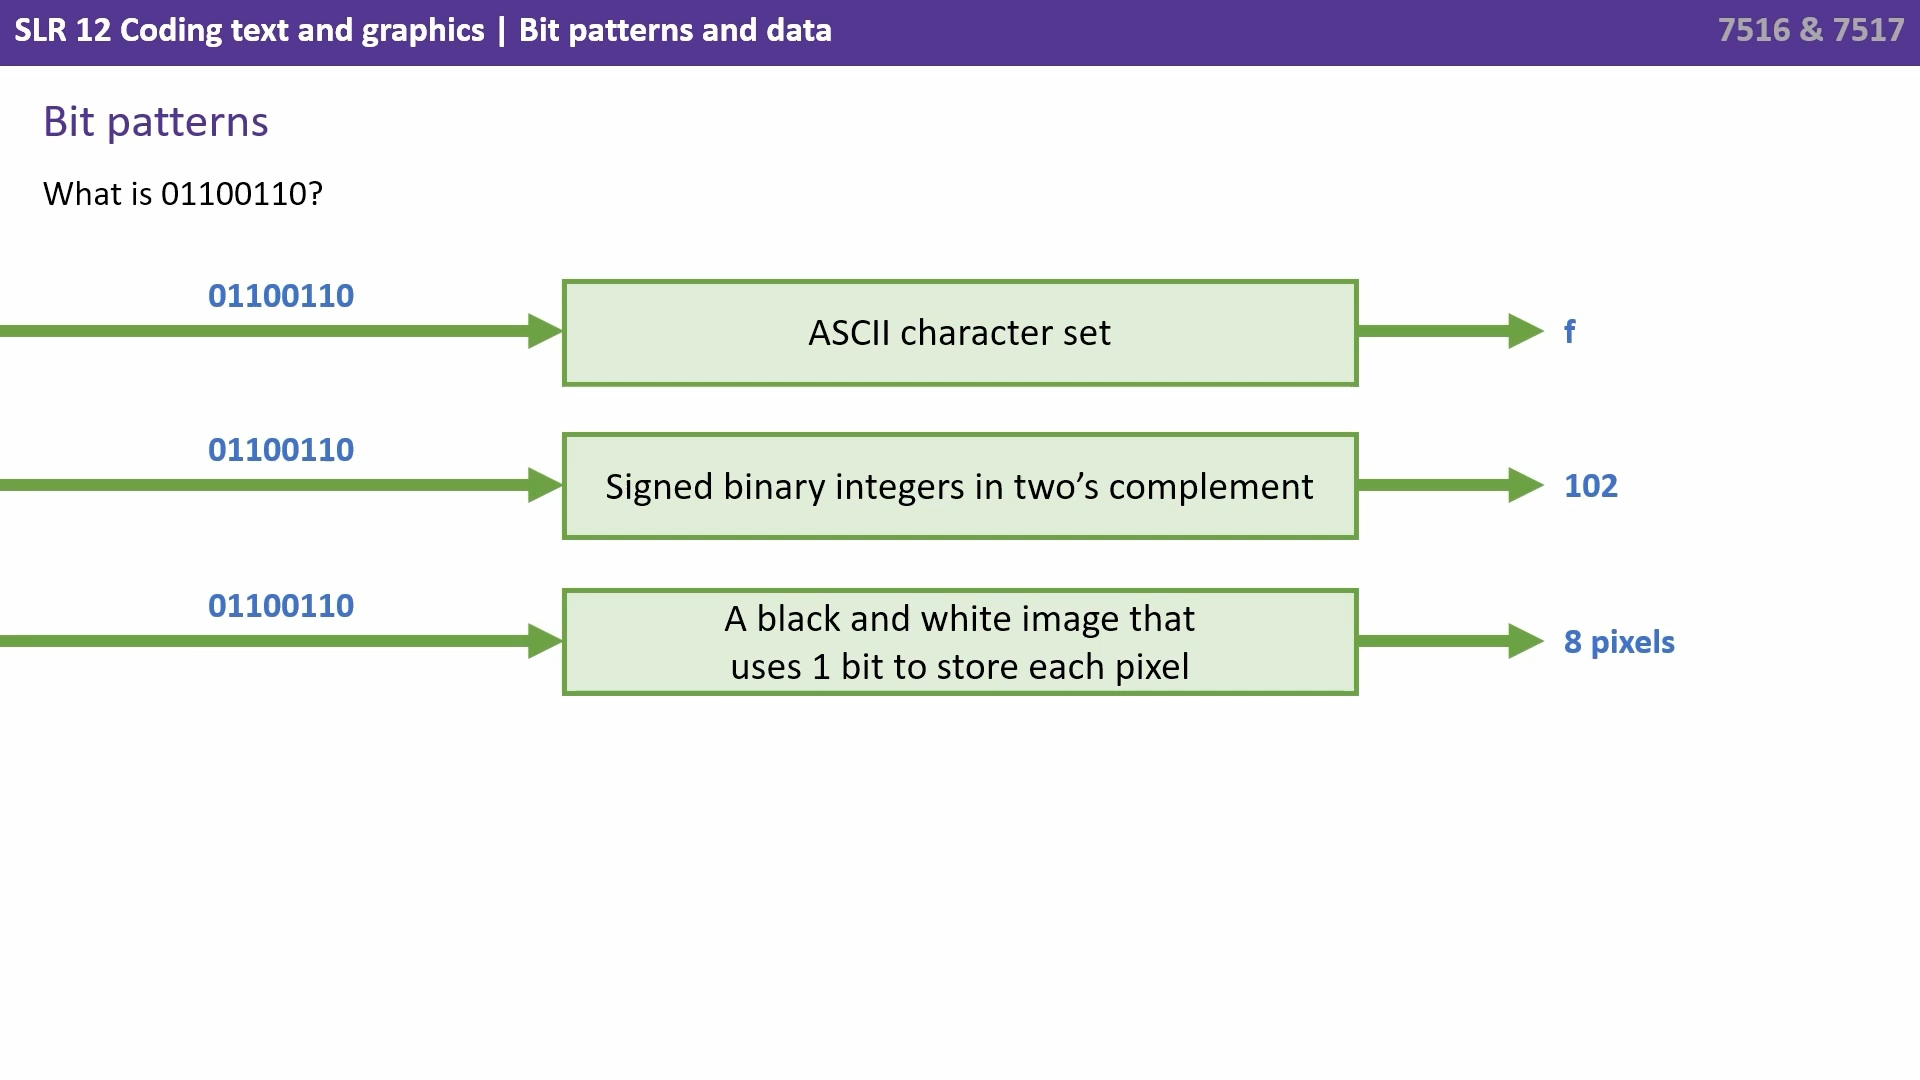 SLR 12 Coding text and graphics | Bit patterns and data
7516 & 7517
Bit patterns
What is 01100110?
01100110
ASCII character set
f
01100110
Signed binary integers in two’s complement
102
01100110
A black and white image that
uses 1 bit to store each pixel
8 pixels